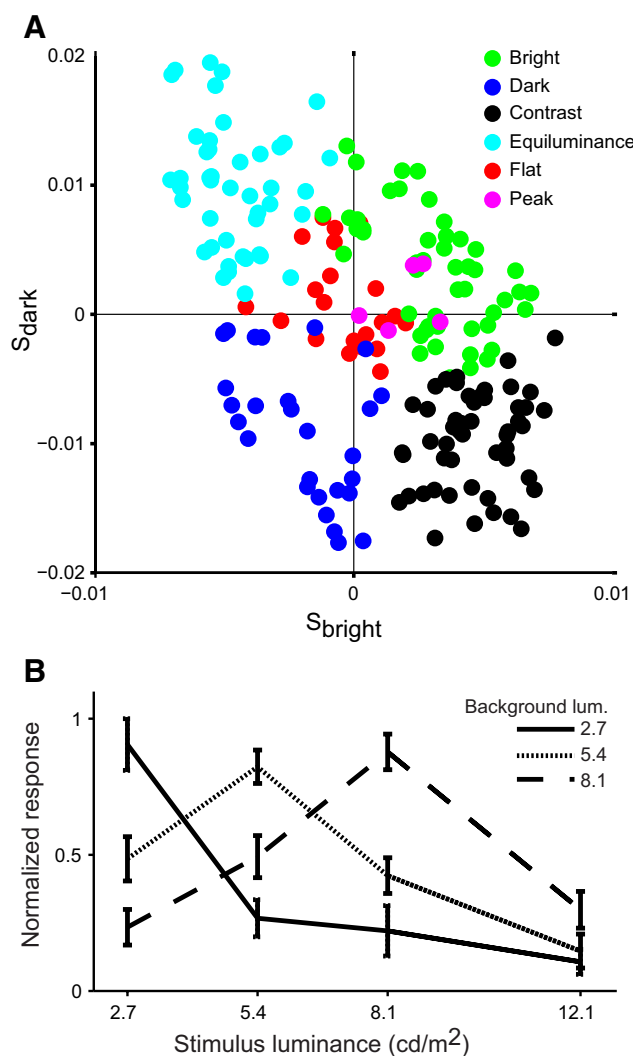 A
0.02
0.01
0
−0.01
−0.02
S_dark
−0.01
0
0.01
S_bright
Bright
Dark
Contrast
Equiluminance
Flat
Peak
B
Background lum.
2.7
5.4
8.1
1
0.5
0
Normalized response
2.7
5.4
8.1
12.1
Stimulus luminance (cd/m²)